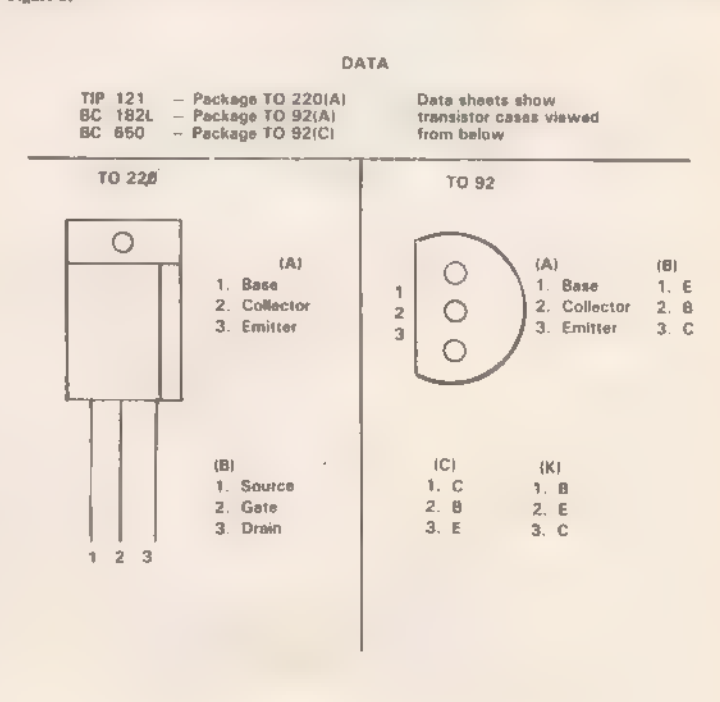 DATA
TIP 121 – Package TO 220(A)
BC 182L – Package TO 92(A)
BC 650 – Package TO 92(C)
Data sheets show
transistor cases viewed
from below
TO 220
(A)
1. Base
2. Collector
3. Emitter
(B)
1. Source
2. Gate
3. Drain
1 2 3
TO 92
1
2
3
(A)
1. Base
2. Collector
3. Emitter
(B)
1. E
2. B
3. C
(C)
1. C
2. B
3. E
(K)
1. B
2. E
3. C